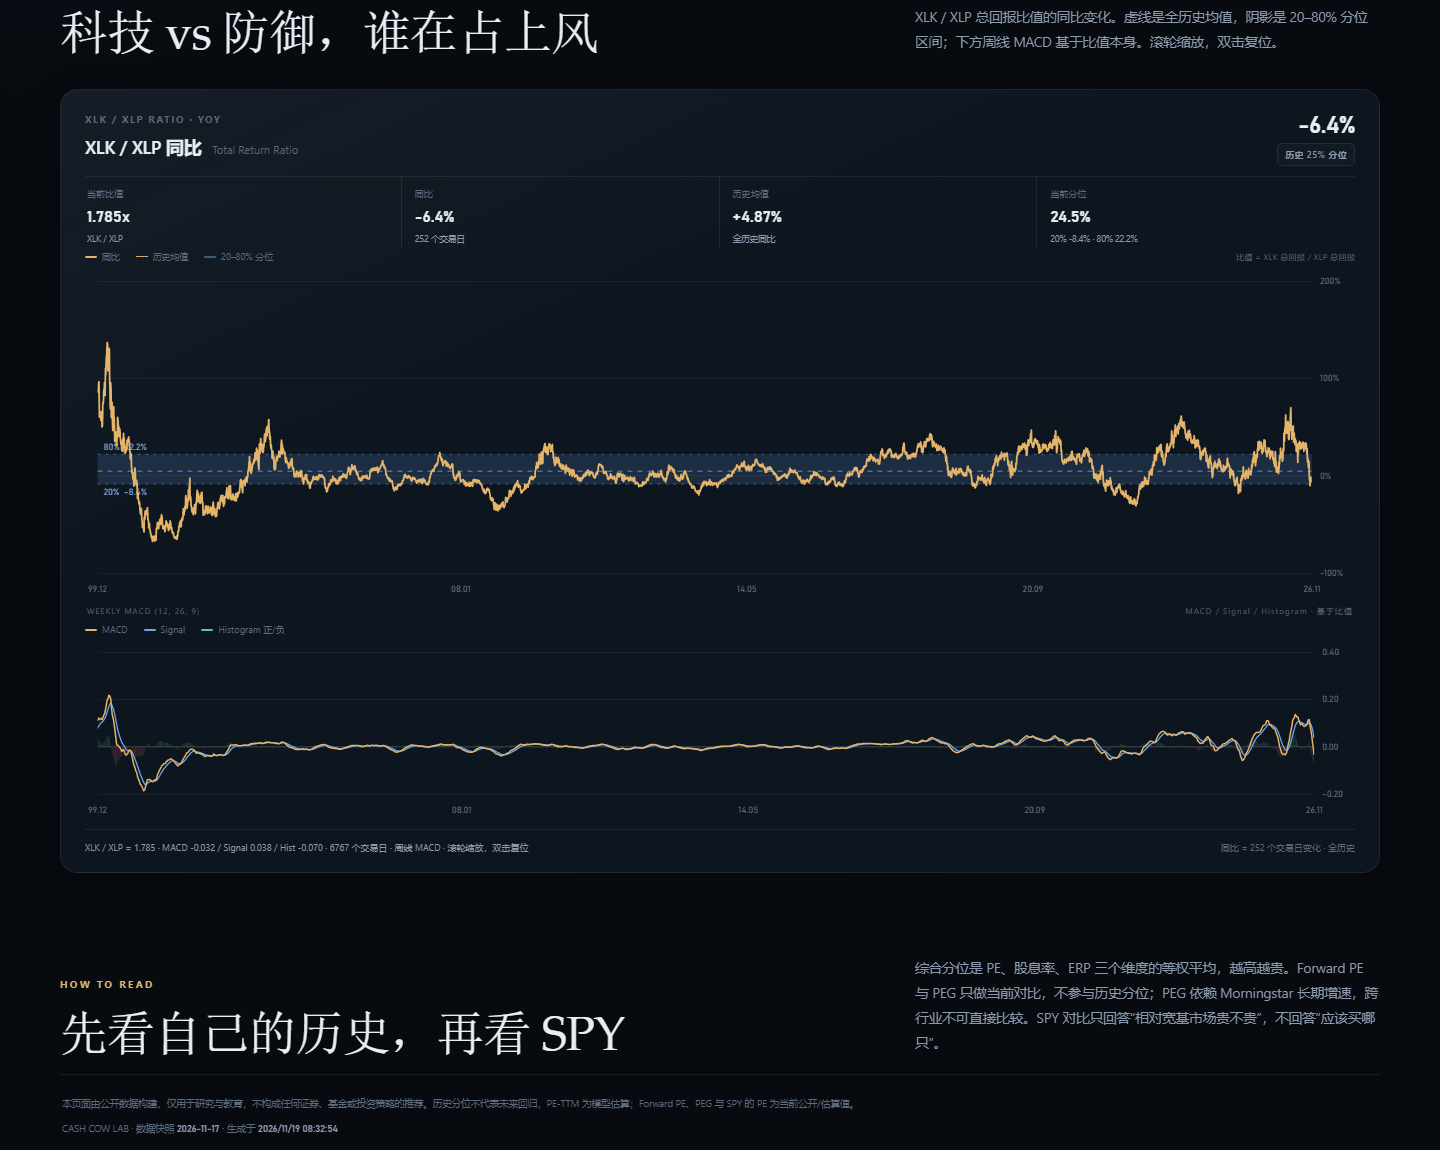 科技 vs 防御，谁在占上风
XLK / XLP 总回报比值的同比变化。虚线是全历史均值，阴影是 20–80% 分位
区间；下方周线 MACD 基于比值本身。滚轮缩放，双击复位。
XLK / XLP RATIO · YOY
XLK / XLP 同比 Total Return Ratio
-6.4%
历史 25% 分位
当前比值
1.785x
XLK / XLP
同比
-6.4%
252 个交易日
历史均值
+4.87%
全历史同比
当前分位
24.5%
20% -8.4% · 80% 22.2%
同比 历史均值 20–80% 分位
比值 = XLK 总回报 / XLP 总回报
200%
100%
0%
-100%
80% 22.2%
20% -8.4%
99.12 08.01 14.05 20.09 26.11
WEEKLY MACD (12, 26, 9)
MACD / Signal / Histogram · 基于比值
MACD Signal Histogram 正/负
0.40
0.20
0.00
-0.20
99.12 08.01 14.05 20.09 26.11
XLK / XLP = 1.785 · MACD -0.032 / Signal 0.038 / Hist -0.070 · 6767 个交易日 · 周线 MACD · 滚轮缩放，双击复位
同比 = 252 个交易日变化 · 全历史
HOW TO READ
先看自己的历史，再看 SPY
综合分位是 PE、股息率、ERP 三个维度的等权平均，越高越贵。Forward PE
与 PEG 只做当前对比，不参与历史分位；PEG 依赖 Morningstar 长期增速，跨
行业不可直接比较。SPY 对比只回答"相对宽基市场贵不贵"，不回答"应该买哪
只"。
本页面由公开数据构建，仅用于研究与教育，不构成任何证券、基金或投资策略的推荐。历史分位不代表未来回归，PE-TTM 为模型估算；Forward PE、PEG 与 SPY 的 PE 为当前公开/估算值。
CASH COW LAB · 数据快照 2026-11-17 · 生成于 2026/11/19 08:32:54